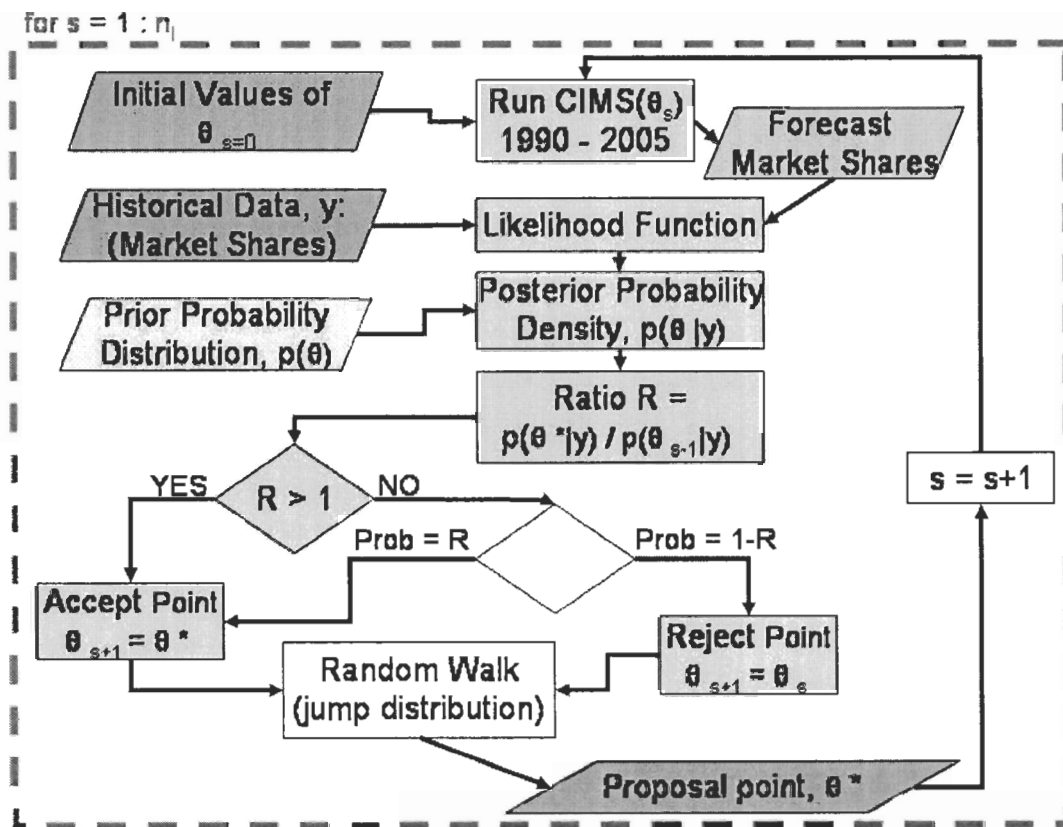 for s = 1 : n_i
Initial Values of
θ s=0
Run CIMS(θ_s)
1990 - 2005
Forecast
Market Shares
Historical Data, y:
(Market Shares)
Likelihood Function
Prior Probability
Distribution, p(θ)
Posterior Probability
Density, p(θ |y)
Ratio R =
p(θ *|y) / p(θ s-1|y)
s = s+1
YES
R > 1
NO
Prob = R
Prob = 1-R
Accept Point
θ s+1 = θ *
Reject Point
θ s+1 = θ s
Random Walk
(jump distribution)
Proposal point, θ *